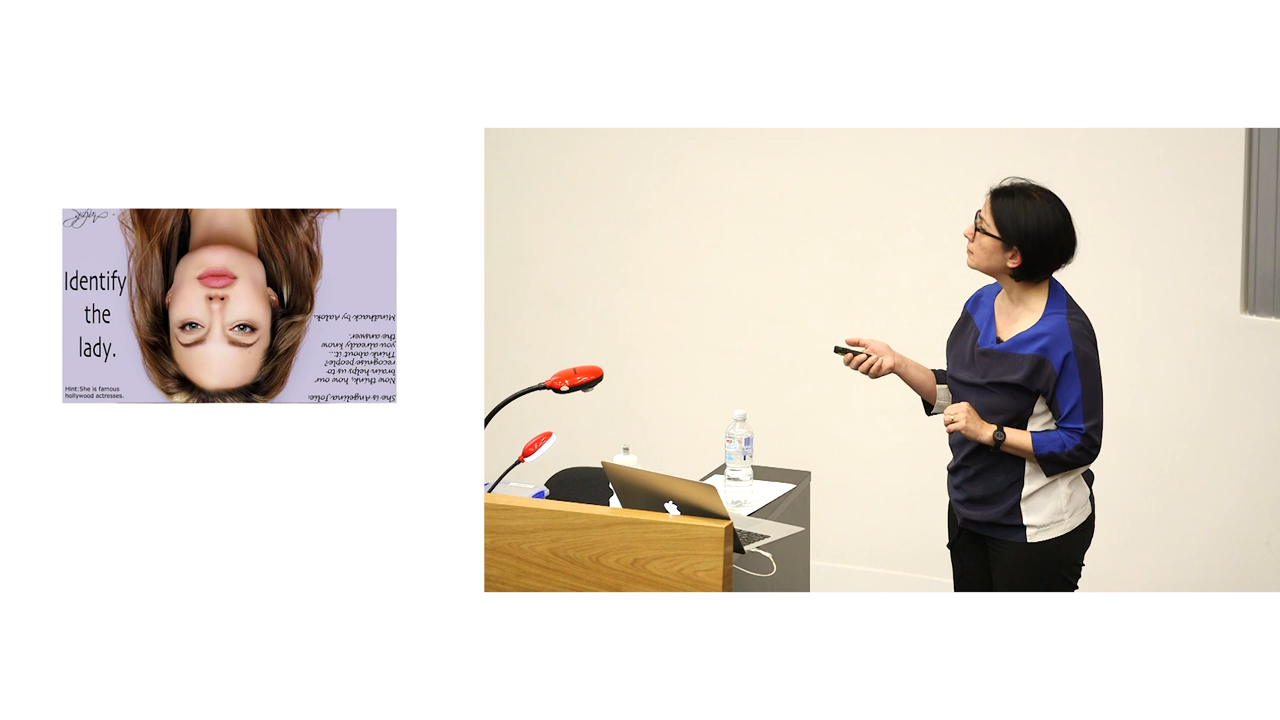 Identify
the
lady.
Hint:She is famous
hollywood actresses.
She is Angelina Jolie.
Now think, how our
brain helps us to
recognise people?
Think about it...
you already know
the answer.
Mindhack by Aalok.